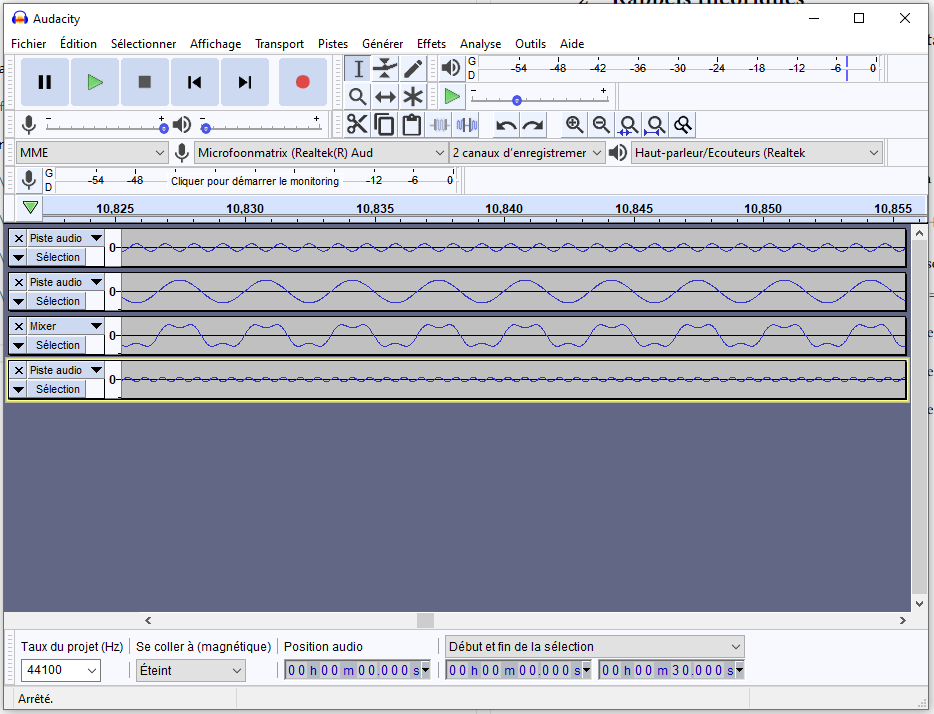 2 Rappels théoriques
Audacity
Fichier Édition Sélectionner Affichage Transport Pistes Générer Effets Analyse Outils Aide
G D -54 -48 -42 -36 -30 -24 -18 -12 -6 0
- +
- + - +
MME Microfoonmatrix (Realtek(R) Aud 2 canaux d'enregistremer Haut-parleur/Ecouteurs (Realtek
G D -54 -48 Cliquer pour démarrer le monitoring -12 -6 0
10,825 10,830 10,835 10,840 10,845 10,850 10,855
Piste audio 0
Sélection
Piste audio 0
Sélection
Mixer 0
Sélection
Piste audio 0
Sélection
Taux du projet (Hz) Se coller à (magnétique) Position audio Début et fin de la sélection
44100 Éteint 00 h 00 m 00.000 s 00 h 00 m 00.000 s 00 h 00 m 30.000 s
Arrêté.